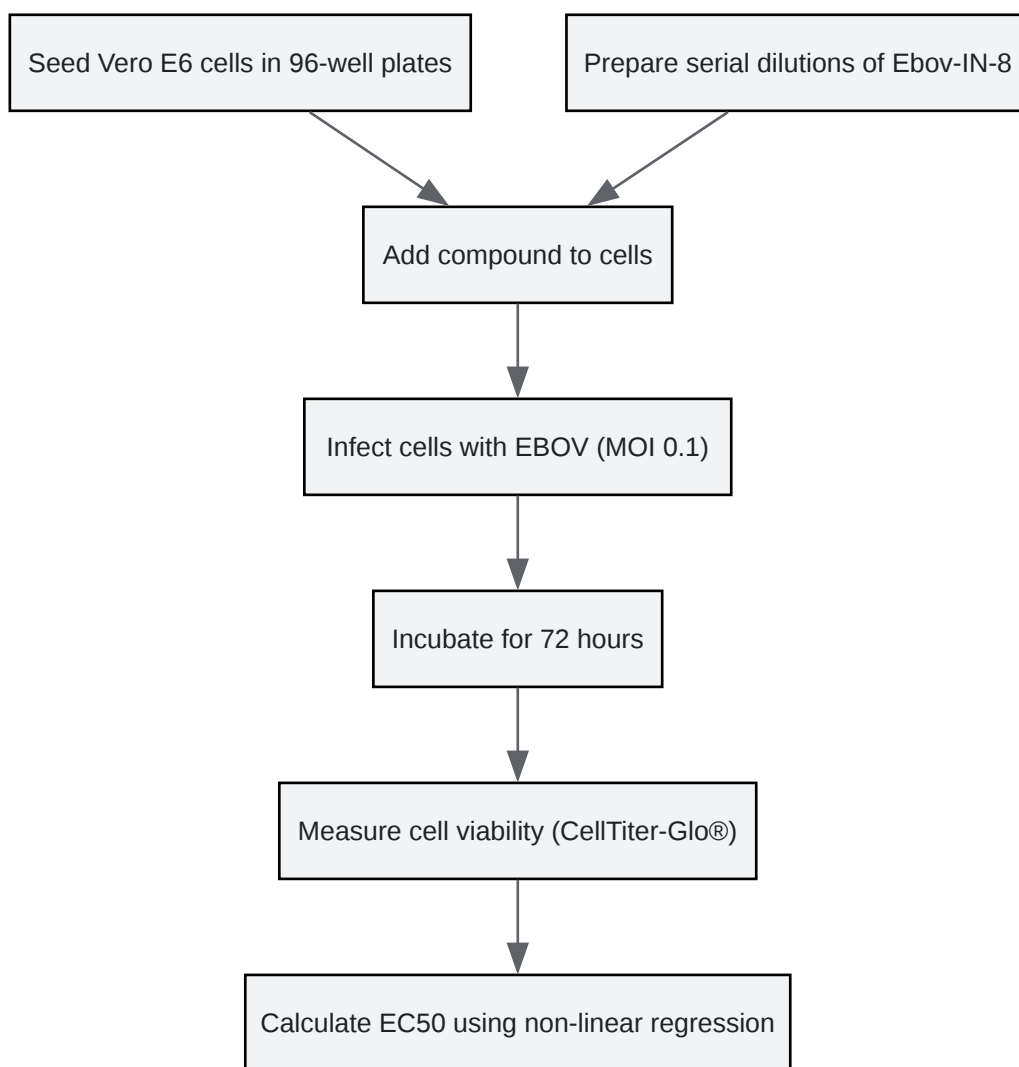 Seed Vero E6 cells in 96-well plates
Prepare serial dilutions of Ebov-IN-8
Add compound to cells
Infect cells with EBOV (MOI 0.1)
Incubate for 72 hours
Measure cell viability (CellTiter-Glo®)
Calculate EC50 using non-linear regression